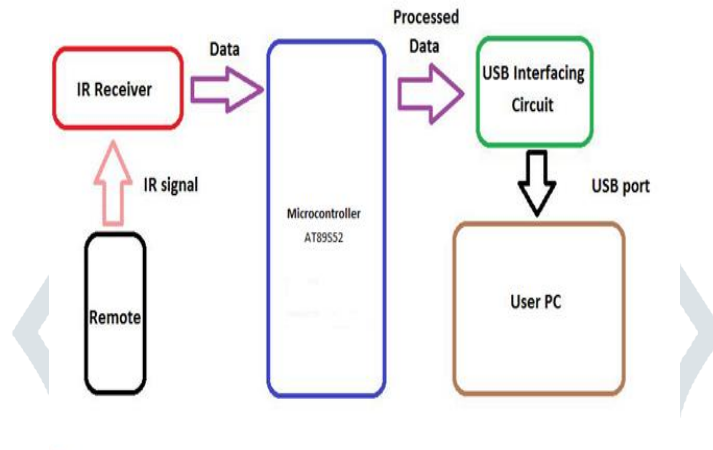 Processed
Data
Data
IR Receiver
USB Interfacing
Circuit
IR signal
USB port
Microcontroller
AT89S52
Remote
User PC